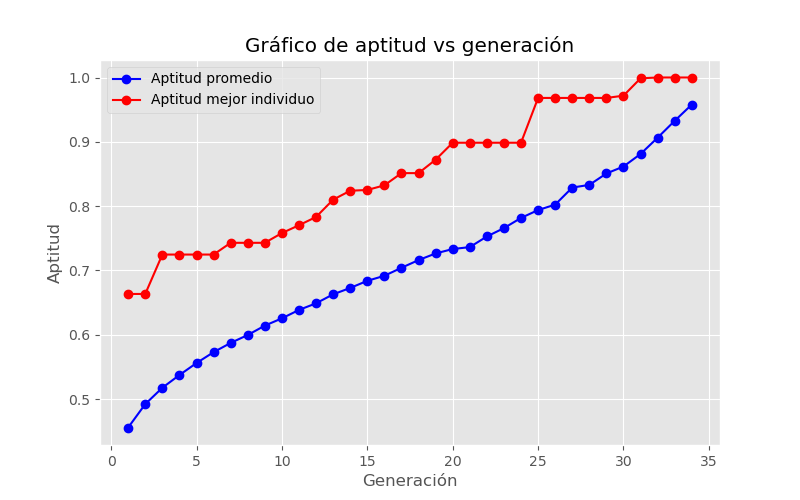 Gráfico de aptitud vs generación
Aptitud promedio
Aptitud mejor individuo
1.0
0.9
0.8
0.7
0.6
0.5
Aptitud
0 5 10 15 20 25 30 35
Generación